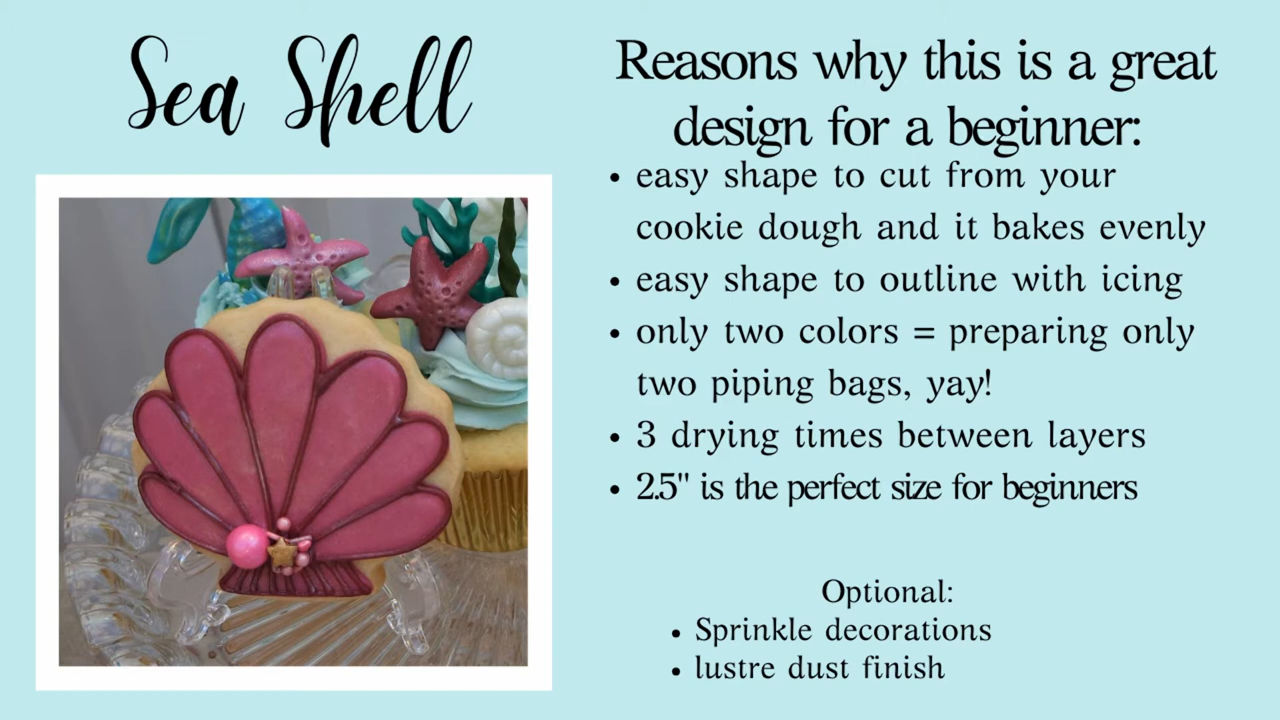 Sea Shell
Reasons why this is a great
design for a beginner:
• easy shape to cut from your
cookie dough and it bakes evenly
• easy shape to outline with icing
• only two colors = preparing only
two piping bags, yay!
• 3 drying times between layers
• 2.5" is the perfect size for beginners
Optional:
• Sprinkle decorations
• lustre dust finish